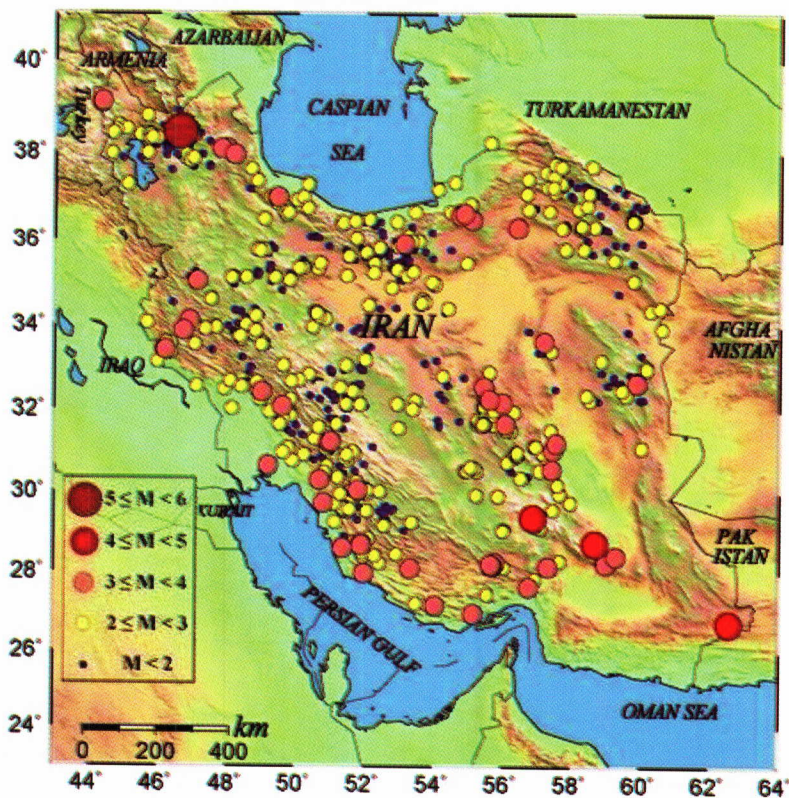 40°
38°
36°
34°
32°
30°
28°
26°
24°
AZARBAIJAN
ARMENIA
Turkey
CASPIAN
SEA
TURKAMANESTAN
IRAN
AFGHA
NISTAN
IRAQ
KUWAIT
PAK
ISTAN
PERSIAN GULF
OMAN SEA
5 ≤ M < 6
4 ≤ M < 5
3 ≤ M < 4
2 ≤ M < 3
M < 2
km
0 200 400
44° 46° 48° 50° 52° 54° 56° 58° 60° 62° 64°